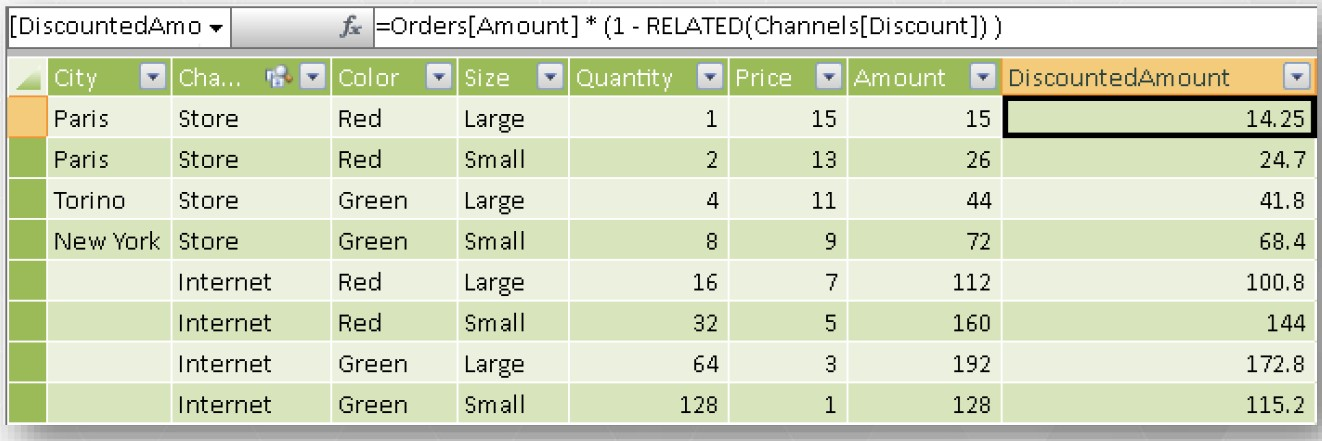 [DiscountedAmo fx =Orders[Amount] * (1 - RELATED(Channels[Discount]) )
City Cha... Color Size Quantity Price Amount DiscountedAmount
Paris Store Red Large 1 15 15 14.25
Paris Store Red Small 2 13 26 24.7
Torino Store Green Large 4 11 44 41.8
New York Store Green Small 8 9 72 68.4
Internet Red Large 16 7 112 100.8
Internet Red Small 32 5 160 144
Internet Green Large 64 3 192 172.8
Internet Green Small 128 1 128 115.2